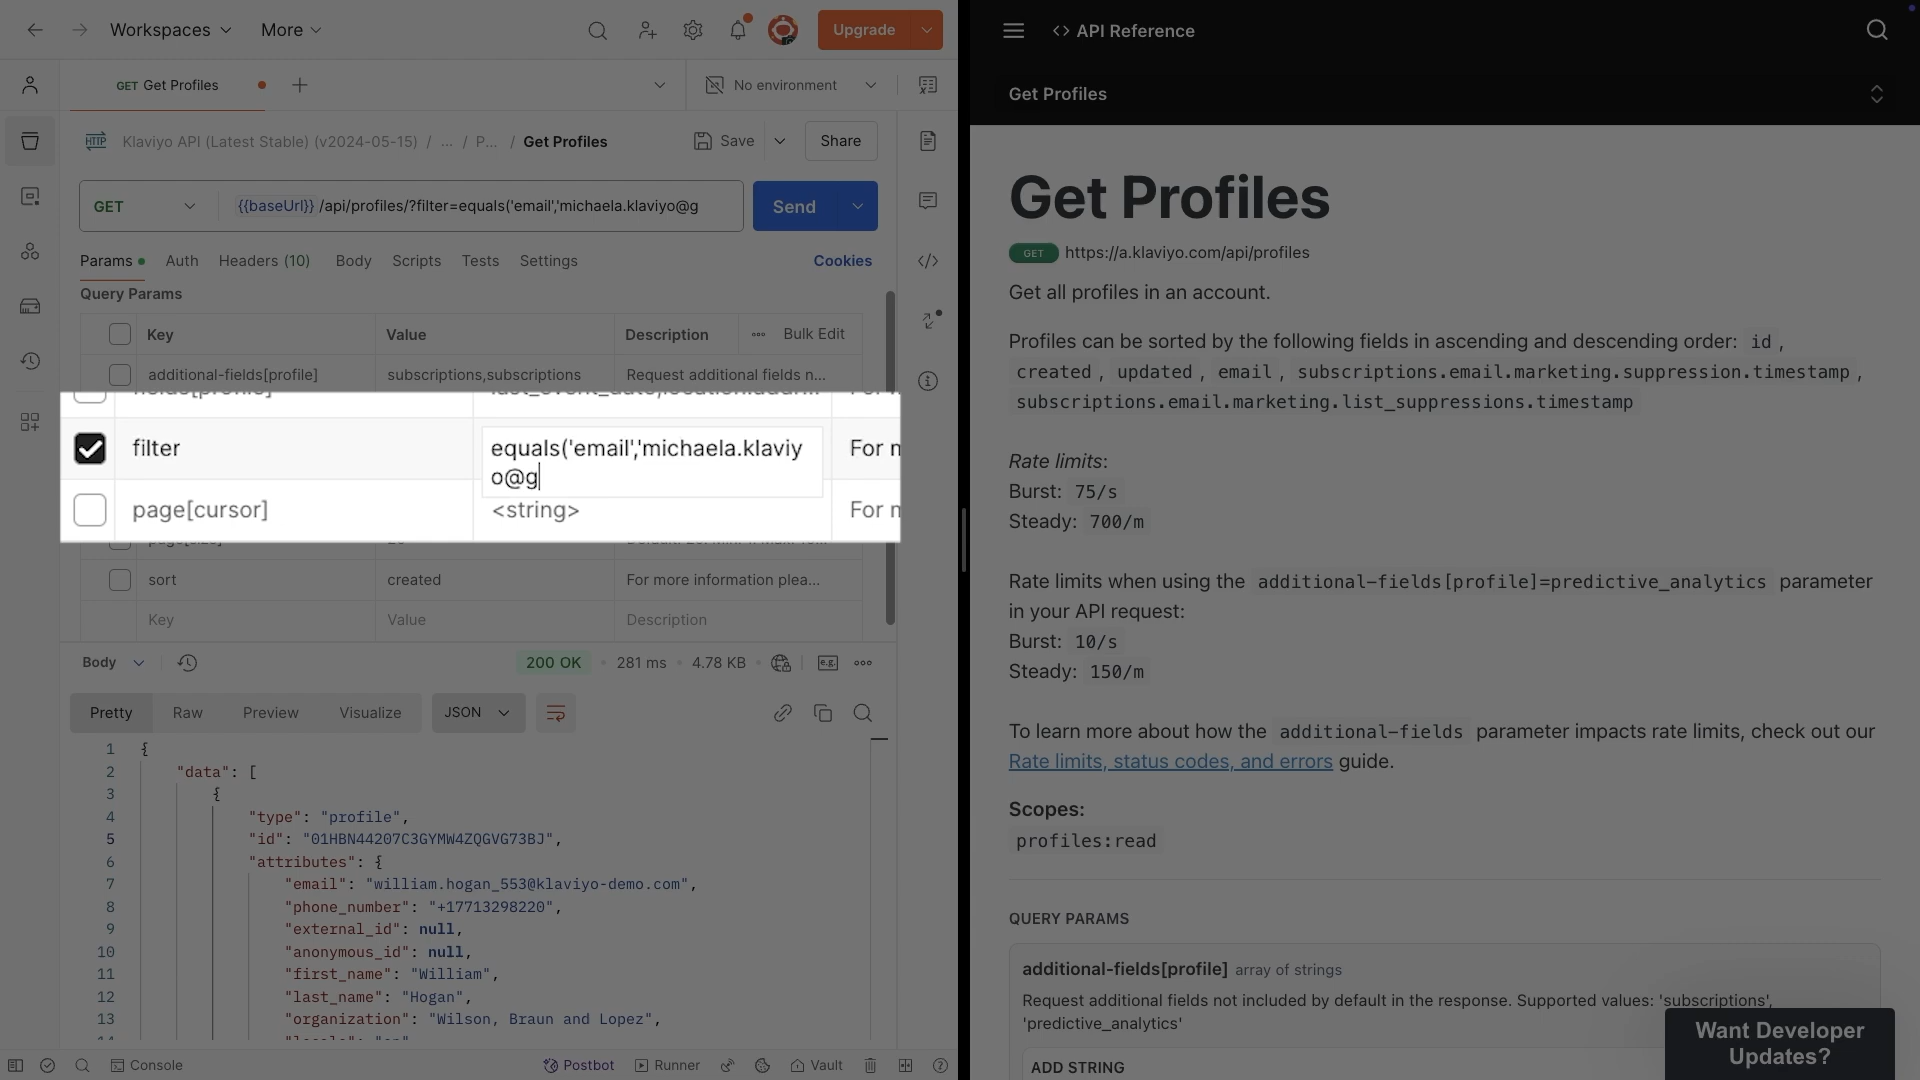 Workspaces
More
Upgrade
GET Get Profiles
No environment
HTTP
Klaviyo API (Latest Stable) (v2024-05-15) / ... / P... / Get Profiles
Save
Share
GET
{{baseUrl}} /api/profiles/?filter=equals('email','michaela.klaviyo@g
Send
Params
Auth
Headers (10)
Body
Scripts
Tests
Settings
Cookies
Query Params
Key
Value
Description
Bulk Edit
additional-fields[profile]
subscriptions,subscriptions
Request additional fields n...
filter
equals('email','michaela.klaviy
o@g
For
page[cursor]
<string>
For
sort
created
For more information plea...
Key
Value
Description
Body
200 OK
281 ms
4.78 KB
e.g.
Pretty
Raw
Preview
Visualize
JSON
1 {
2 "data": [
3 {
4 "type": "profile",
5 "id": "01HBN44207C3GYMW4ZQGVG73BJ",
6 "attributes": {
7 "email": "william.hogan_553@klaviyo-demo.com",
8 "phone_number": "+17713298220",
9 "external_id": null,
10 "anonymous_id": null,
11 "first_name": "William",
12 "last_name": "Hogan",
13 "organization": "Wilson, Braun and Lopez",
Console
Postbot
Runner
Vault
<> API Reference
Get Profiles
Get Profiles
GET https://a.klaviyo.com/api/profiles
Get all profiles in an account.
Profiles can be sorted by the following fields in ascending and descending order: id ,
created , updated , email , subscriptions.email.marketing.suppression.timestamp ,
subscriptions.email.marketing.list_suppressions.timestamp
Rate limits:
Burst: 75/s
Steady: 700/m
Rate limits when using the additional-fields[profile]=predictive_analytics parameter
in your API request:
Burst: 10/s
Steady: 150/m
To learn more about how the additional-fields parameter impacts rate limits, check out our
Rate limits, status codes, and errors guide.
Scopes:
profiles:read
QUERY PARAMS
additional-fields[profile] array of strings
Request additional fields not included by default in the response. Supported values: 'subscriptions',
'predictive_analytics'
ADD STRING
Want Developer
Updates?